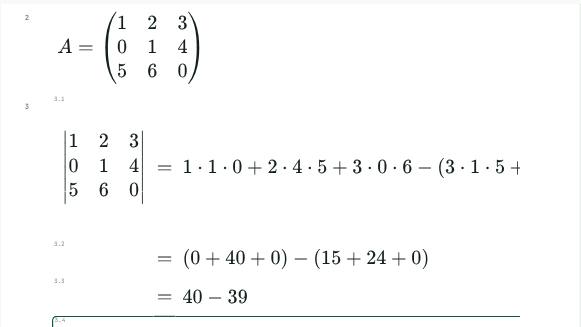 2
A = (1 2 3
0 1 4
5 6 0)
3
3.1
|1 2 3
0 1 4
5 6 0| = 1 · 1 · 0 + 2 · 4 · 5 + 3 · 0 · 6 − (3 · 1 · 5 +
3.2
= (0 + 40 + 0) − (15 + 24 + 0)
3.3
= 40 − 39
3.4